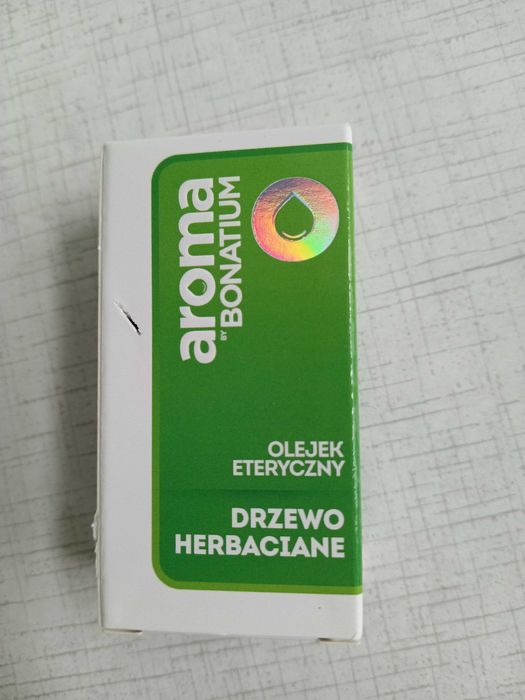 aroma
BY BONATIUM
OLEJEK
ETERYCZNY
DRZEWO
HERBACIANE